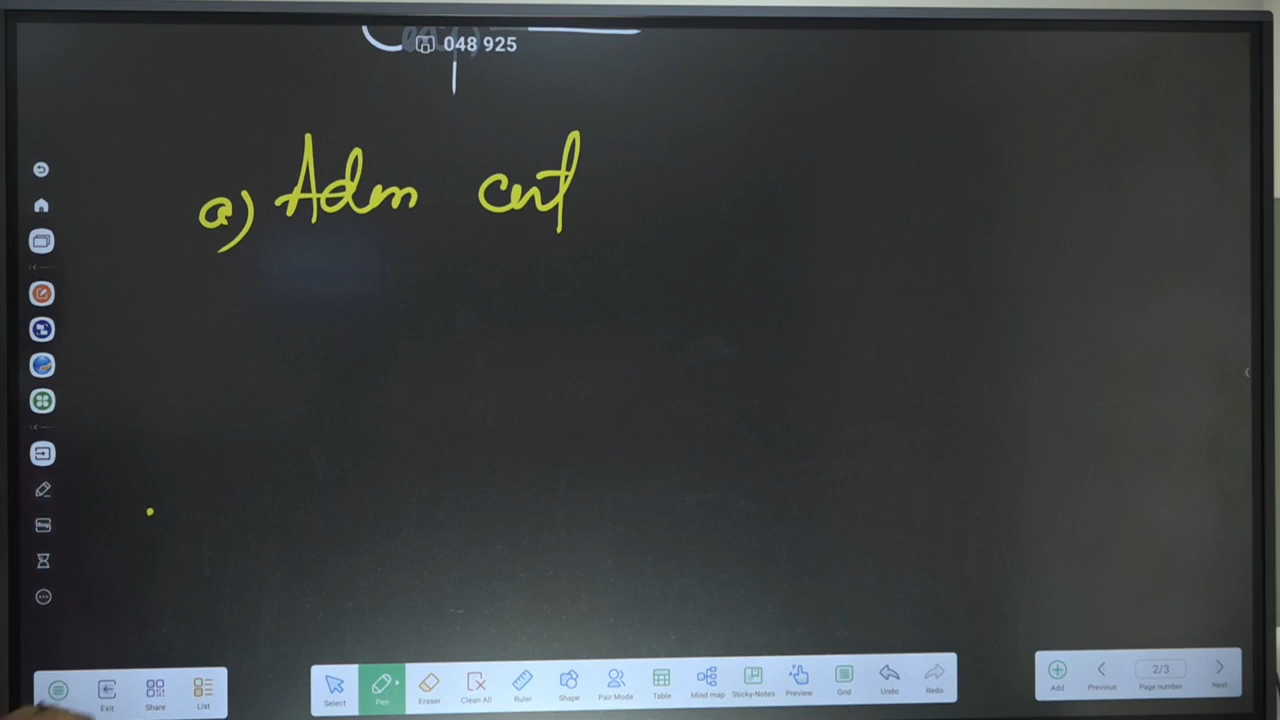 048 925
a) Adm cert
Exit
Share
List
Select
Pen
Eraser
Clean All
Ruler
Shape
Pair Mode
Table
Mind map
Sticky-Notes
Preview
Grid
Undo
Redo
Add
Previous
2/3
Page number
Next